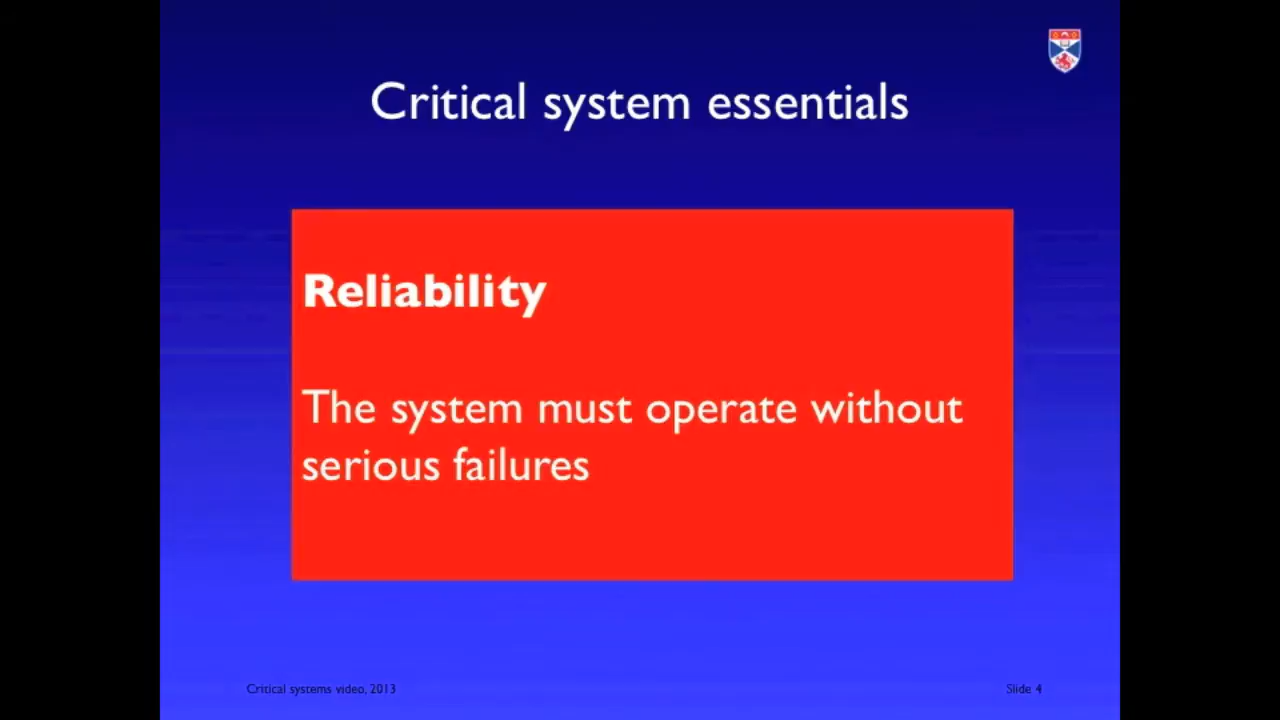 Critical system essentials
Reliability
The system must operate without
serious failures
Critical systems video, 2013
Slide 4